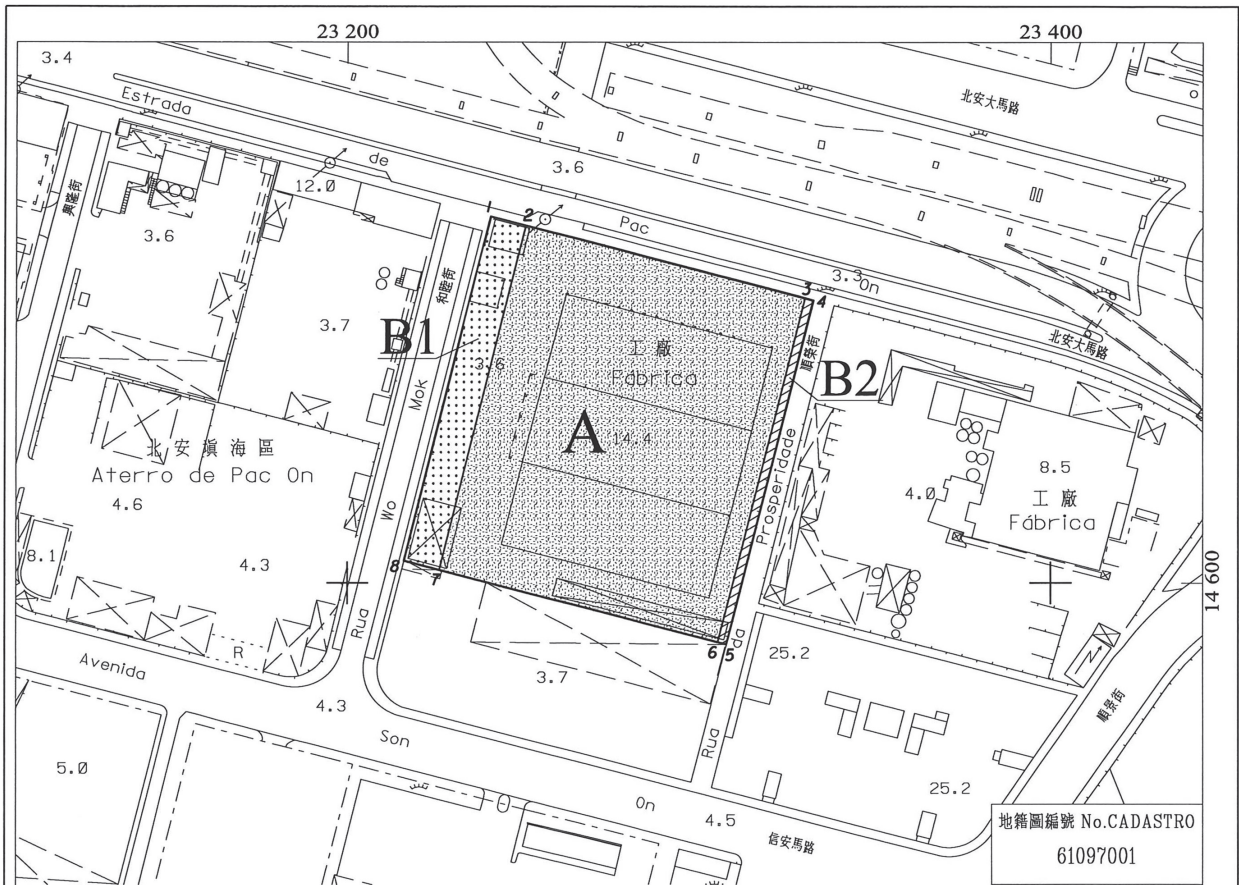 23 200
23 400
3.4
Estrada
de
北安大馬路
12.0
3.6
興隆街
3.6
1
2
Pac
3.3
On
3
4
北安大馬路
和睦街
3.7
B1
3.6
工廠
Fábrica
順榮街
B2
A
14.4
Mok
北安填海區
Aterro de Pac On
4.6
8.5
工廠
Fábrica
4.0
Prosperidade
Wo
8.1
4.3
8
7
14 600
Rua
R
6
5
da
25.2
Avenida
3.7
4.3
順景街
Son
Rua
5.0
25.2
On
4.5
信安馬路
地籍圖編號 No.CADASTRO
61097001